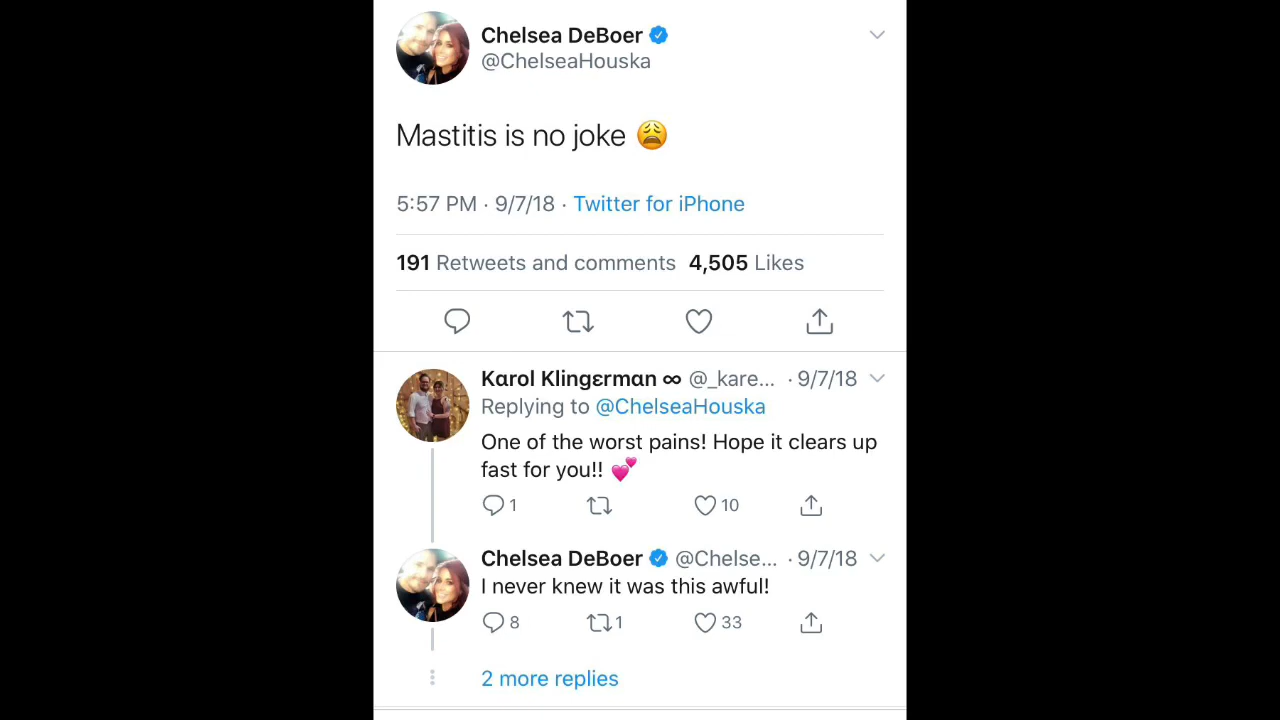 Chelsea DeBoer
@ChelseaHouska
Mastitis is no joke 😩
5:57 PM · 9/7/18 · Twitter for iPhone
191 Retweets and comments 4,505 Likes
Kαrol Klingεrmαn ∞ @_kare... · 9/7/18
Replying to @ChelseaHouska
One of the worst pains! Hope it clears up
fast for you!! 💕
1 10
Chelsea DeBoer @Chelse... · 9/7/18
I never knew it was this awful!
8 1 33
2 more replies